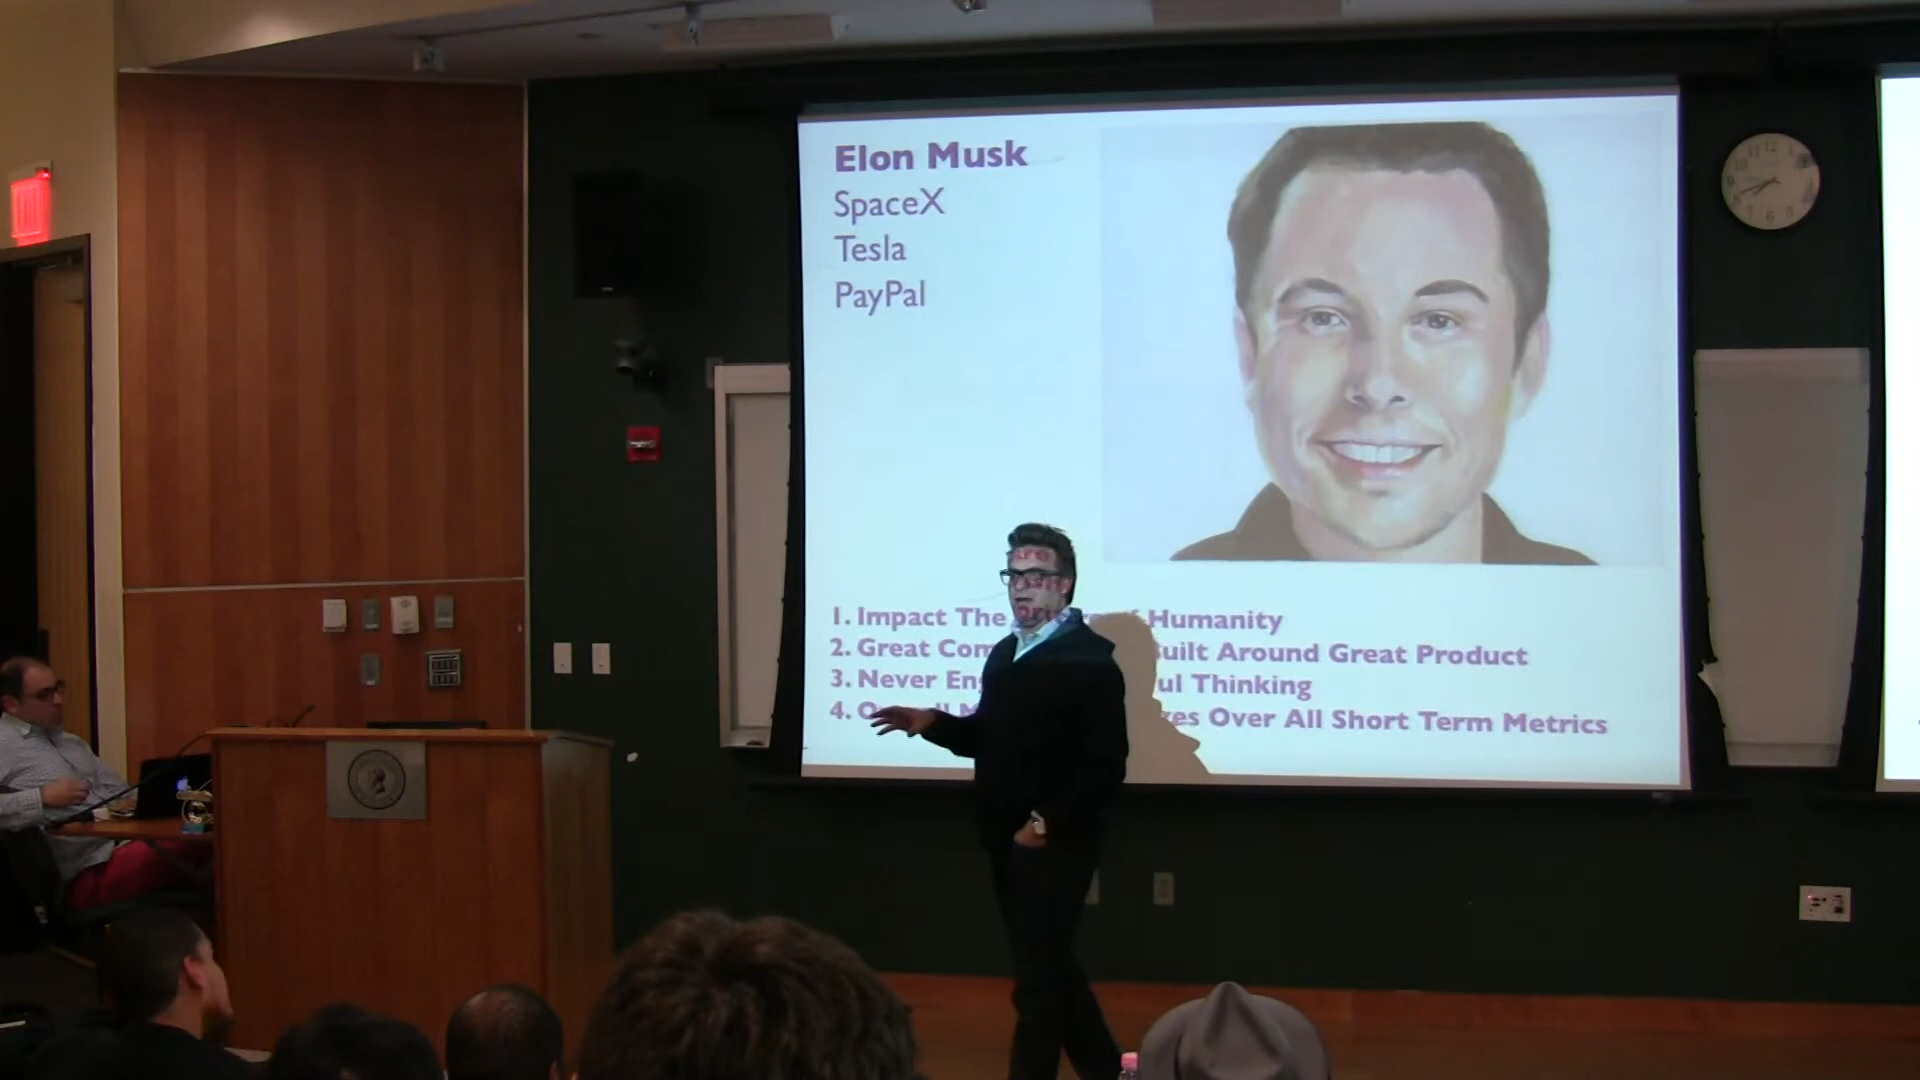 Elon Musk
SpaceX
Tesla
PayPal
1. Impact The Humanity
2. Great Built Around Great Product
3. Never Thinking
4. Over All Short Term Metrics